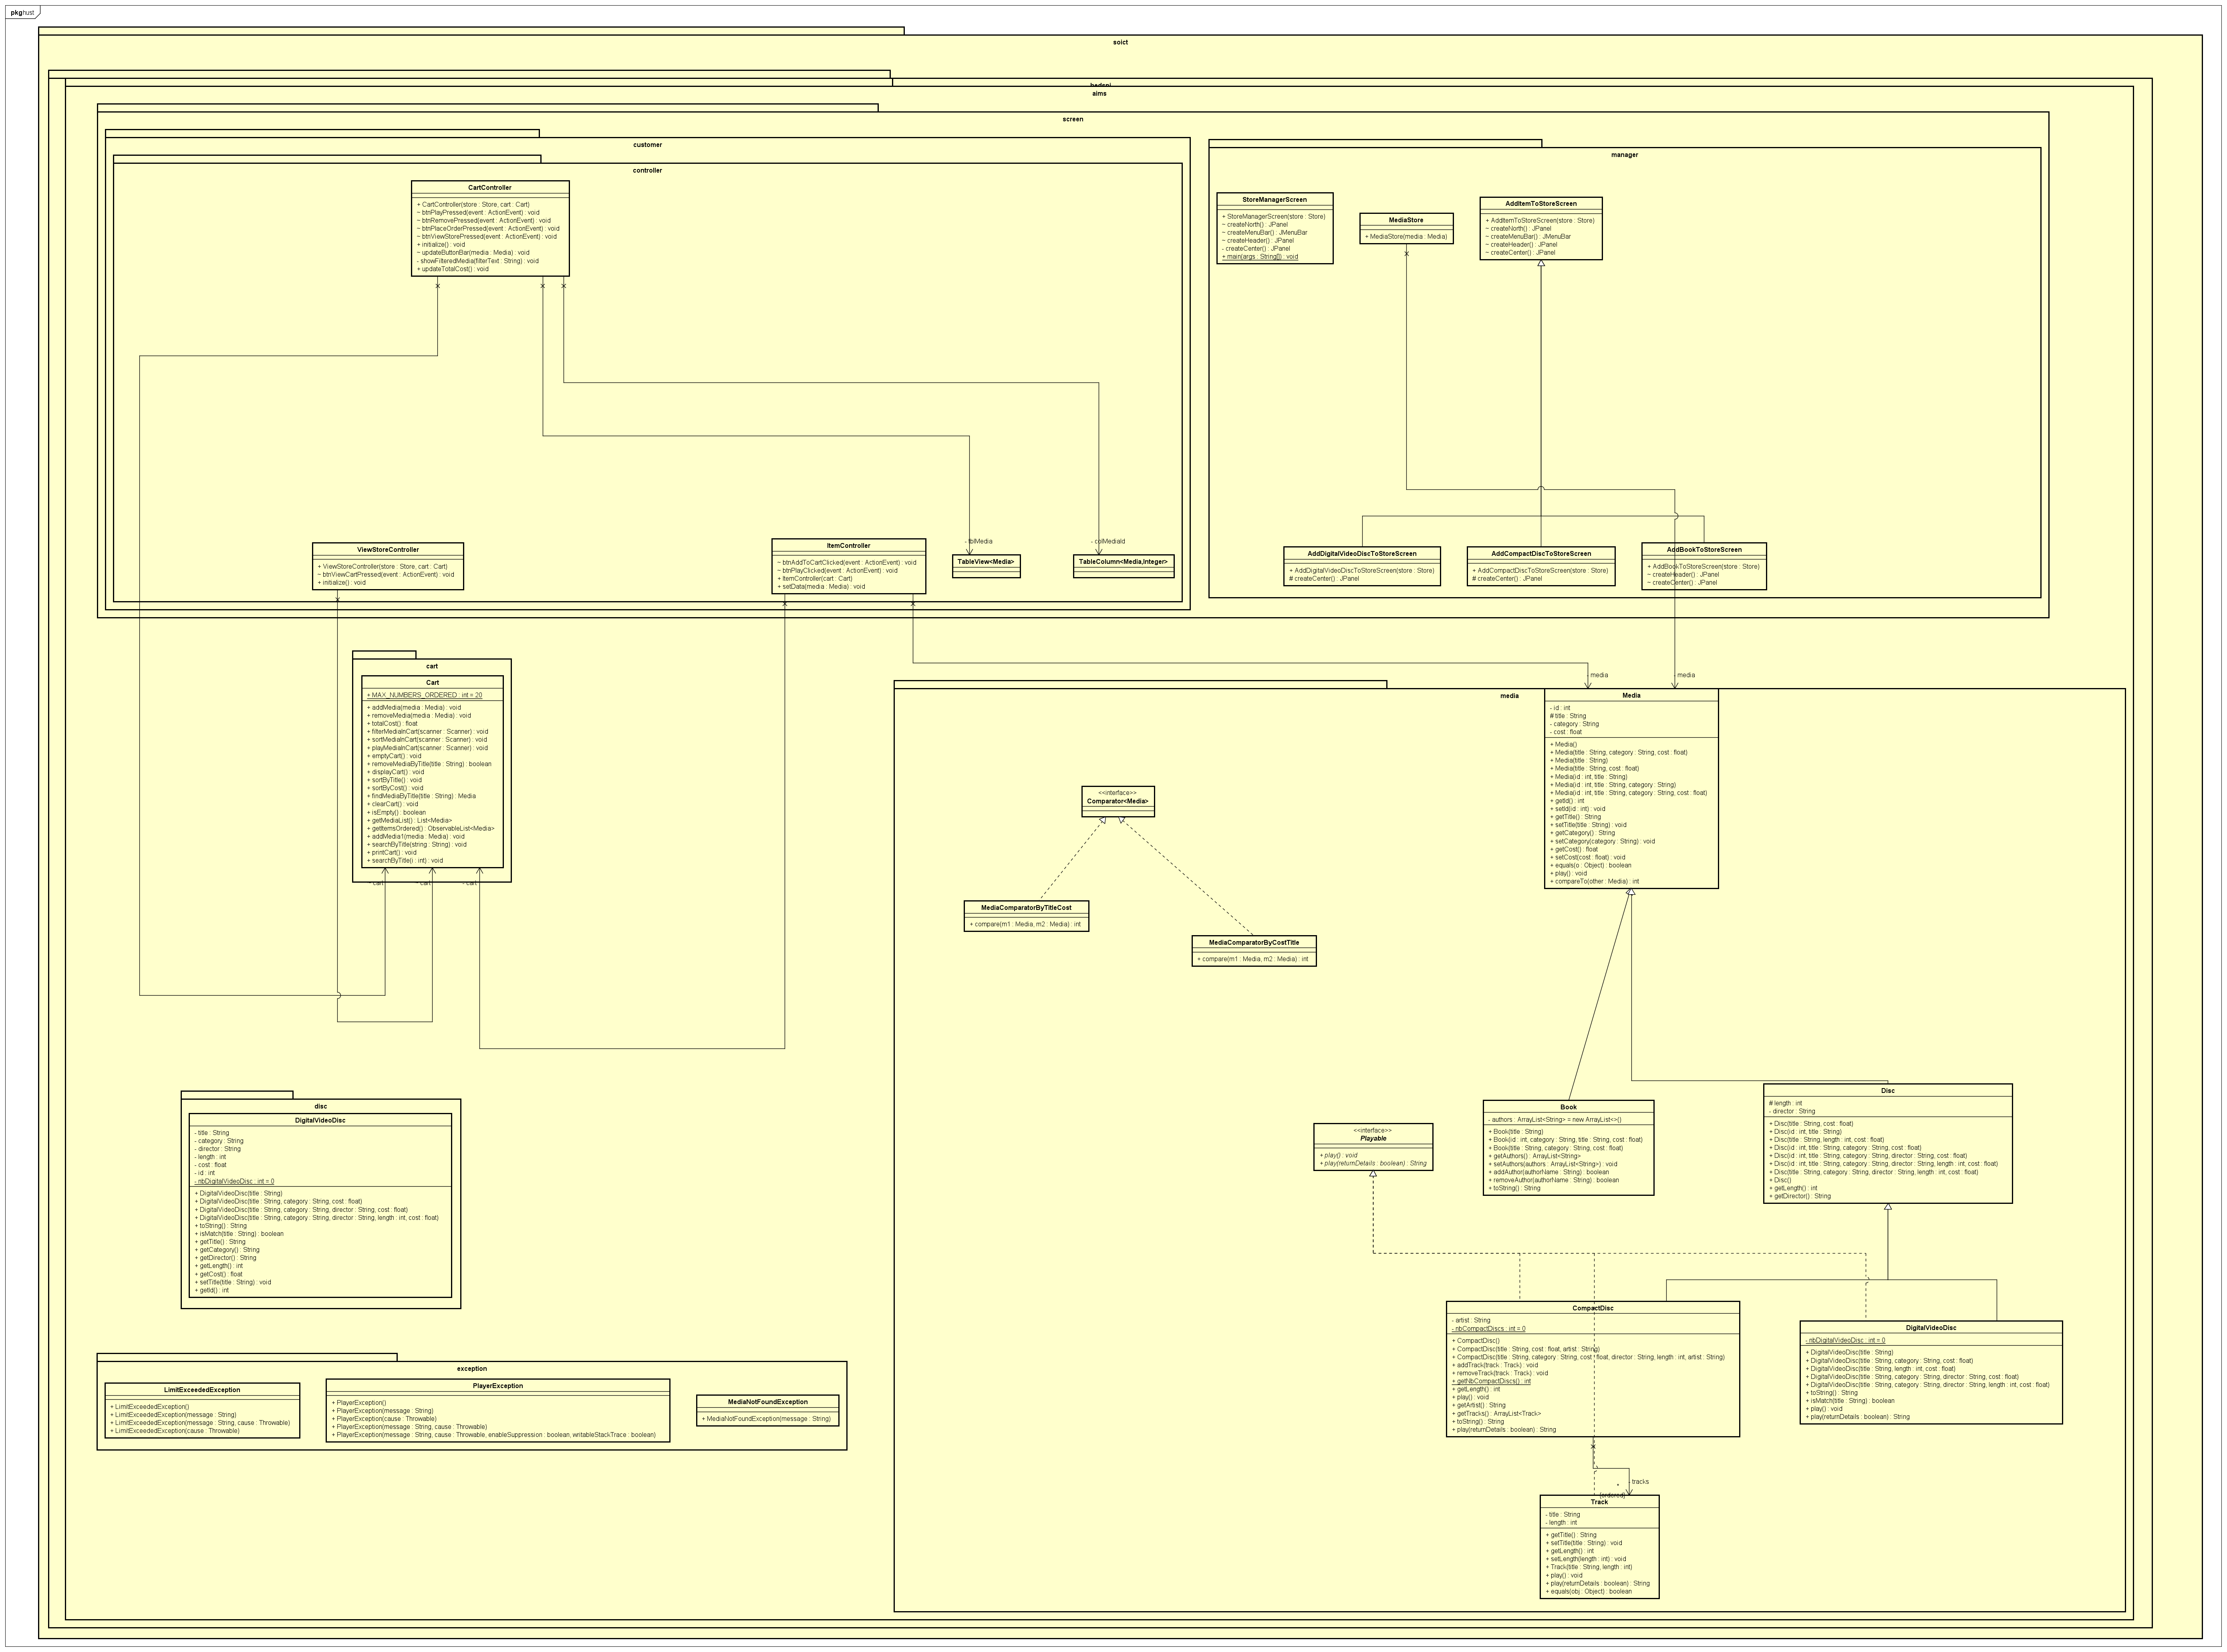 pkg hust
soict
hedspi
aims
screen
customer
controller
CartController
+ CartController(store : Store, cart : Cart)
~ btnPlayPressed(event : ActionEvent) : void
~ btnRemovePressed(event : ActionEvent) : void
~ btnPlaceOrderPressed(event : ActionEvent) : void
~ btnViewStorePressed(event : ActionEvent) : void
+ initialize() : void
~ updateButtonBar(media : Media) : void
- showFilteredMedia(filterText : String) : void
+ updateTotalCost() : void
ViewStoreController
+ ViewStoreController(store : Store, cart : Cart)
~ btnViewCartPressed(event : ActionEvent) : void
+ initialize() : void
ItemController
~ btnAddToCartClicked(event : ActionEvent) : void
~ btnPlayClicked(event : ActionEvent) : void
+ ItemController(cart : Cart)
+ setData(media : Media) : void
- tblMedia
TableView<Media>
- colMediaId
TableColumn<Media,Integer>
manager
StoreManagerScreen
+ StoreManagerScreen(store : Store)
~ createNorth() : JPanel
~ createMenuBar() : JMenuBar
~ createHeader() : JPanel
- createCenter() : JPanel
+ main(args : String[]) : void
MediaStore
+ MediaStore(media : Media)
AddItemToStoreScreen
+ AddItemToStoreScreen(store : Store)
~ createNorth() : JPanel
~ createMenuBar() : JMenuBar
~ createHeader() : JPanel
~ createCenter() : JPanel
AddDigitalVideoDiscToStoreScreen
+ AddDigitalVideoDiscToStoreScreen(store : Store)
# createCenter() : JPanel
AddCompactDiscToStoreScreen
+ AddCompactDiscToStoreScreen(store : Store)
# createCenter() : JPanel
AddBookToStoreScreen
+ AddBookToStoreScreen(store : Store)
~ createHeader() : JPanel
~ createCenter() : JPanel
cart
Cart
+ MAX_NUMBERS_ORDERED : int = 20
+ addMedia(media : Media) : void
+ removeMedia(media : Media) : void
+ totalCost() : float
+ filterMediaInCart(scanner : Scanner) : void
+ sortMediaInCart(scanner : Scanner) : void
+ playMediaInCart(scanner : Scanner) : void
+ emptyCart() : void
+ removeMediaByTitle(title : String) : boolean
+ displayCart() : void
+ sortByTitle() : void
+ sortByCost() : void
+ findMediaByTitle(title : String) : Media
+ clearCart() : void
+ isEmpty() : boolean
+ getMediaList() : List<Media>
+ getItemsOrdered() : ObservableList<Media>
+ addMedia1(media : Media) : void
+ searchByTitle(string : String) : void
+ printCart() : void
+ searchByTitle(i : int) : void
- cart
- cart
- cart
media
- media
- media
Media
- id : int
# title : String
- category : String
- cost : float
+ Media()
+ Media(title : String, category : String, cost : float)
+ Media(title : String)
+ Media(title : String, cost : float)
+ Media(id : int, title : String)
+ Media(id : int, title : String, category : String)
+ Media(id : int, title : String, category : String, cost : float)
+ getId() : int
+ setId(id : int) : void
+ getTitle() : String
+ setTitle(title : String) : void
+ getCategory() : String
+ setCategory(category : String) : void
+ getCost() : float
+ setCost(cost : float) : void
+ equals(o : Object) : boolean
+ play() : void
+ compareTo(other : Media) : int
<<interface>>
Comparator<Media>
MediaComparatorByTitleCost
+ compare(m1 : Media, m2 : Media) : int
MediaComparatorByCostTitle
+ compare(m1 : Media, m2 : Media) : int
<<interface>>
Playable
+ play() : void
+ play(returnDetails : boolean) : String
Book
- authors : ArrayList<String> = new ArrayList<>()
+ Book(title : String)
+ Book(id : int, category : String, title : String, cost : float)
+ Book(title : String, category : String, cost : float)
+ getAuthors() : ArrayList<String>
+ setAuthors(authors : ArrayList<String>) : void
+ addAuthor(authorName : String) : boolean
+ removeAuthor(authorName : String) : boolean
+ toString() : String
Disc
# length : int
- director : String
+ Disc(title : String, cost : float)
+ Disc(id : int, title : String)
+ Disc(title : String, length : int, cost : float)
+ Disc(id : int, title : String, category : String, cost : float)
+ Disc(id : int, title : String, category : String, director : String, cost : float)
+ Disc(id : int, title : String, category : String, director : String, length : int, cost : float)
+ Disc(title : String, category : String, director : String, length : int, cost : float)
+ Disc()
+ getLength() : int
+ getDirector() : String
CompactDisc
- artist : String
- nbCompactDiscs : int = 0
+ CompactDisc()
+ CompactDisc(title : String, cost : float, artist : String)
+ CompactDisc(title : String, category : String, cost : float, director : String, length : int, artist : String)
+ addTrack(track : Track) : void
+ removeTrack(track : Track) : void
+ getNbCompactDiscs() : int
+ getLength() : int
+ play() : void
+ getArtist() : String
+ getTracks() : ArrayList<Track>
+ toString() : String
+ play(returnDetails : boolean) : String
DigitalVideoDisc
- nbDigitalVideoDisc : int = 0
+ DigitalVideoDisc(title : String)
+ DigitalVideoDisc(title : String, category : String, cost : float)
+ DigitalVideoDisc(title : String, length : int, cost : float)
+ DigitalVideoDisc(title : String, category : String, director : String, cost : float)
+ DigitalVideoDisc(title : String, category : String, director : String, length : int, cost : float)
+ toString() : String
+ isMatch(title : String) : boolean
+ play() : void
+ play(returnDetails : boolean) : String
- tracks
*
{ordered}
Track
- title : String
- length : int
+ getTitle() : String
+ setTitle(title : String) : void
+ getLength() : int
+ setLength(length : int) : void
+ Track(title : String, length : int)
+ play() : void
+ play(returnDetails : boolean) : String
+ equals(obj : Object) : boolean
disc
DigitalVideoDisc
- title : String
- category : String
- director : String
- length : int
- cost : float
- id : int
- nbDigitalVideoDisc : int = 0
+ DigitalVideoDisc(title : String)
+ DigitalVideoDisc(title : String, category : String, cost : float)
+ DigitalVideoDisc(title : String, category : String, director : String, cost : float)
+ DigitalVideoDisc(title : String, category : String, director : String, length : int, cost : float)
+ toString() : String
+ isMatch(title : String) : boolean
+ getTitle() : String
+ getCategory() : String
+ getDirector() : String
+ getLength() : int
+ getCost() : float
+ setTitle(title : String) : void
+ getId() : int
exception
LimitExceededException
+ LimitExceededException()
+ LimitExceededException(message : String)
+ LimitExceededException(message : String, cause : Throwable)
+ LimitExceededException(cause : Throwable)
PlayerException
+ PlayerException()
+ PlayerException(message : String)
+ PlayerException(cause : Throwable)
+ PlayerException(message : String, cause : Throwable)
+ PlayerException(message : String, cause : Throwable, enableSuppression : boolean, writableStackTrace : boolean)
MediaNotFoundException
+ MediaNotFoundException(message : String)